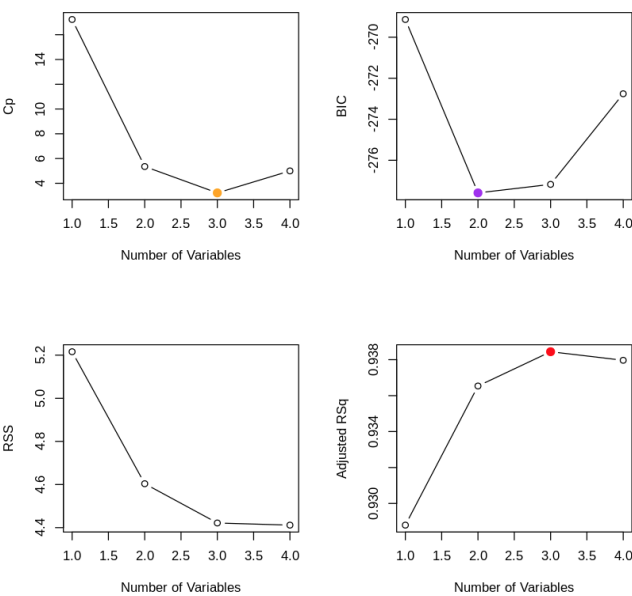 Cp
4 6 8 10 14
1.0 1.5 2.0 2.5 3.0 3.5 4.0
Number of Variables
BIC
-276 -274 -272 -270
1.0 1.5 2.0 2.5 3.0 3.5 4.0
Number of Variables
RSS
4.4 4.6 4.8 5.0 5.2
1.0 1.5 2.0 2.5 3.0 3.5 4.0
Number of Variables
Adjusted RSq
0.930 0.934 0.938
1.0 1.5 2.0 2.5 3.0 3.5 4.0
Number of Variables